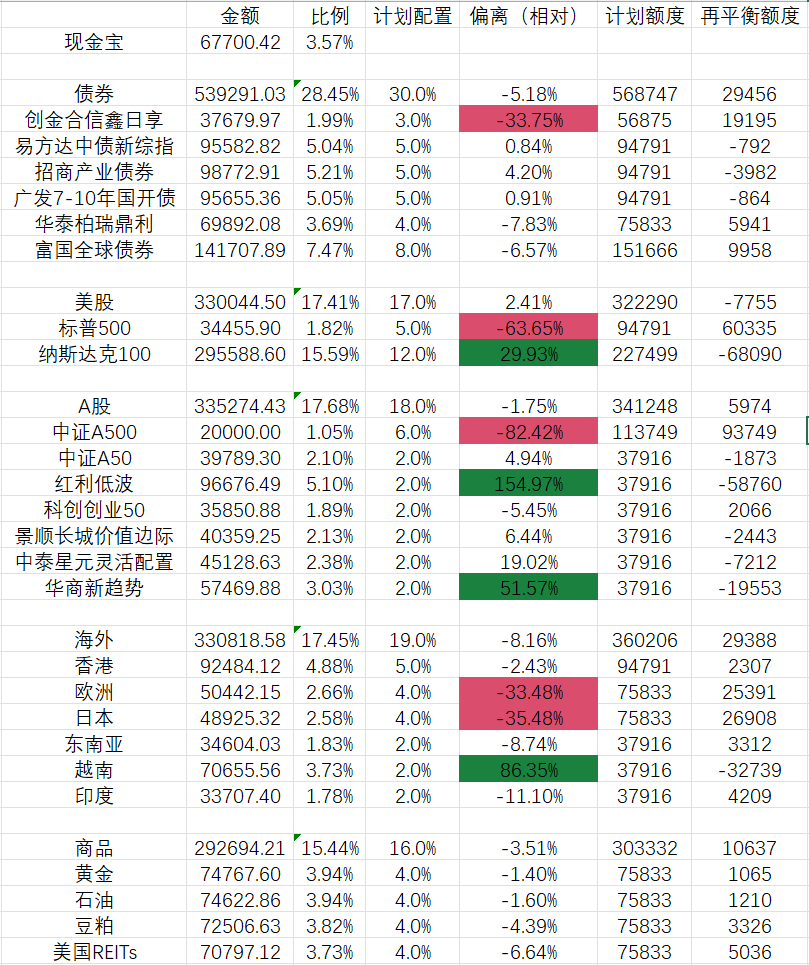 金额 比例 计划配置 偏离（相对） 计划额度 再平衡额度
现金宝 67700.42 3.57%
债券 539291.03 28.45% 30.0% -5.18% 568747 29456
创金合信鑫日享 37679.97 1.99% 3.0% -33.75% 56875 19195
易方达中债新综指 95582.82 5.04% 5.0% 0.84% 94791 -792
招商产业债券 98772.91 5.21% 5.0% 4.20% 94791 -3982
广发7-10年国开债 95655.36 5.05% 5.0% 0.91% 94791 -864
华泰柏瑞鼎利 69892.08 3.69% 4.0% -7.83% 75833 5941
富国全球债券 141707.89 7.47% 8.0% -6.57% 151666 9958
美股 330044.50 17.41% 17.0% 2.41% 322290 -7755
标普500 34455.90 1.82% 5.0% -63.65% 94791 60335
纳斯达克100 295588.60 15.59% 12.0% 29.93% 227499 -68090
A股 335274.43 17.68% 18.0% -1.75% 341248 5974
中证A500 20000.00 1.05% 6.0% -82.42% 113749 93749
中证A50 39789.30 2.10% 2.0% 4.94% 37916 -1873
红利低波 96676.49 5.10% 2.0% 154.97% 37916 -58760
科创创业50 35850.88 1.89% 2.0% -5.45% 37916 2066
景顺长城价值边际 40359.25 2.13% 2.0% 6.44% 37916 -2443
中泰星元灵活配置 45128.63 2.38% 2.0% 19.02% 37916 -7212
华商新趋势 57469.88 3.03% 2.0% 51.57% 37916 -19553
海外 330818.58 17.45% 19.0% -8.16% 360206 29388
香港 92484.12 4.88% 5.0% -2.43% 94791 2307
欧洲 50442.15 2.66% 4.0% -33.48% 75833 25391
日本 48925.32 2.58% 4.0% -35.48% 75833 26908
东南亚 34604.03 1.83% 2.0% -8.74% 37916 3312
越南 70655.56 3.73% 2.0% 86.35% 37916 -32739
印度 33707.40 1.78% 2.0% -11.10% 37916 4209
商品 292694.21 15.44% 16.0% -3.51% 303332 10637
黄金 74767.60 3.94% 4.0% -1.40% 75833 1065
石油 74622.86 3.94% 4.0% -1.60% 75833 1210
豆粕 72506.63 3.82% 4.0% -4.39% 75833 3326
美国REITs 70797.12 3.73% 4.0% -6.64% 75833 5036